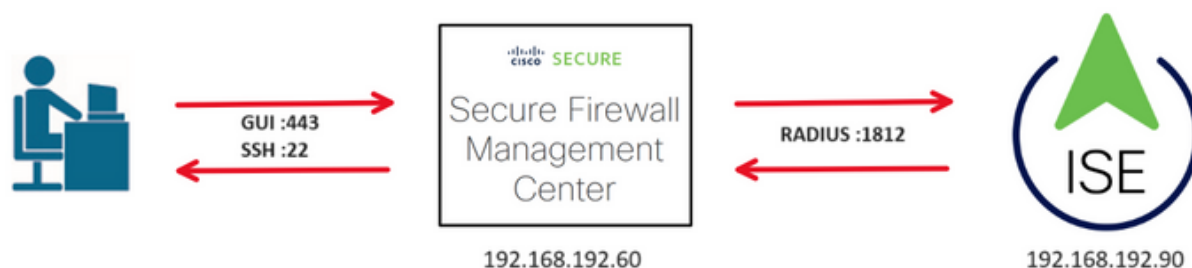 GUI :443
SSH :22
CISCO SECURE
Secure Firewall
Management
Center
192.168.192.60
RADIUS :1812
ISE
192.168.192.90